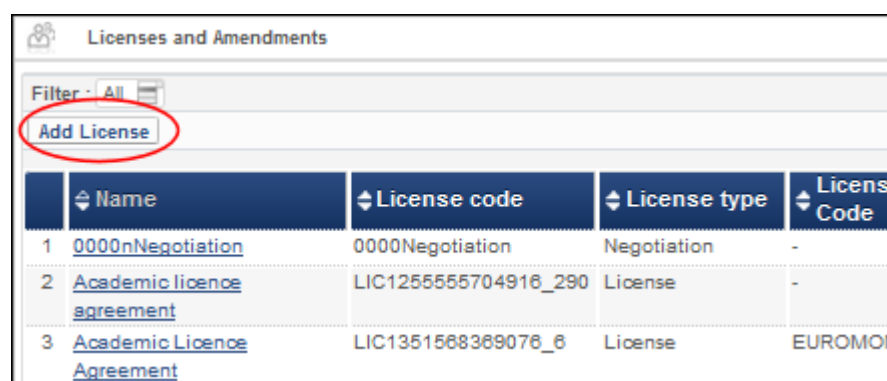 Licenses and Amendments
Filter : All
Add License
Name License code License type Licens
Code
1 0000nNegotiation 0000Negotiation Negotiation -
2 Academic licence LIC1255555704916_290 License -
agreement
3 Academic Licence LIC1351568369076_6 License EUROMO
Agreement